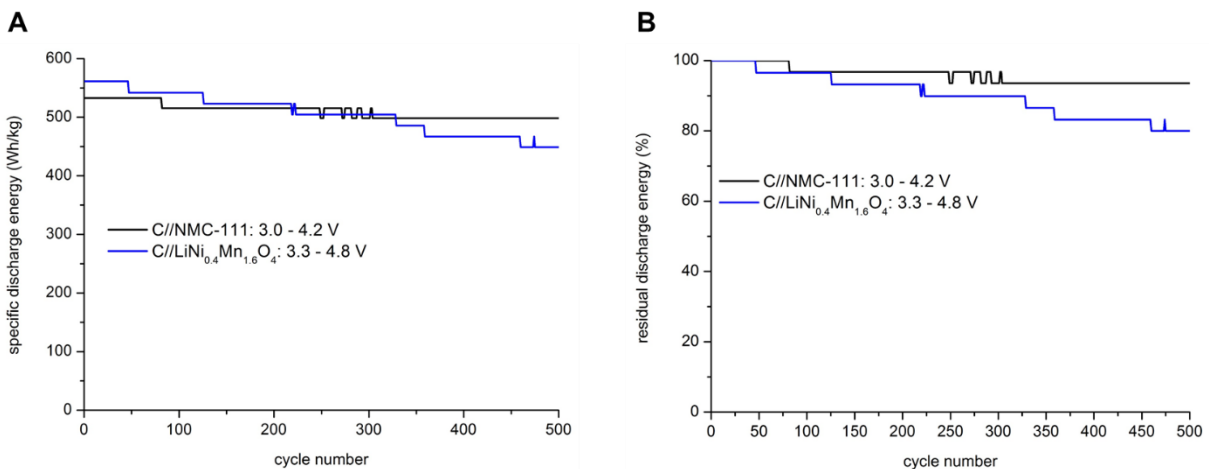 A
600
500
400
300
200
100
0
specific discharge energy (Wh/kg)
C//NMC-111: 3.0 - 4.2 V
C//LiNi0.4Mn1.6O4: 3.3 - 4.8 V
0 100 200 300 400 500
cycle number
B
100
80
60
40
20
0
residual discharge energy (%)
C//NMC-111: 3.0 - 4.2 V
C//LiNi0.4Mn1.6O4: 3.3 - 4.8 V
0 50 100 150 200 250 300 350 400 450 500
cycle number